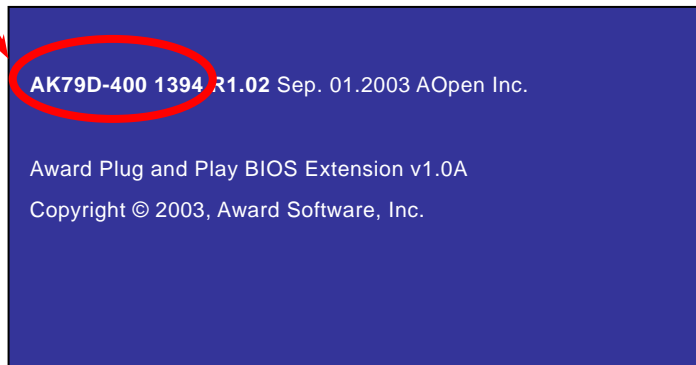 AK79D-400 1394 R1.02 Sep. 01.2003 AOpen Inc.
Award Plug and Play BIOS Extension v1.0A
Copyright © 2003, Award Software, Inc.